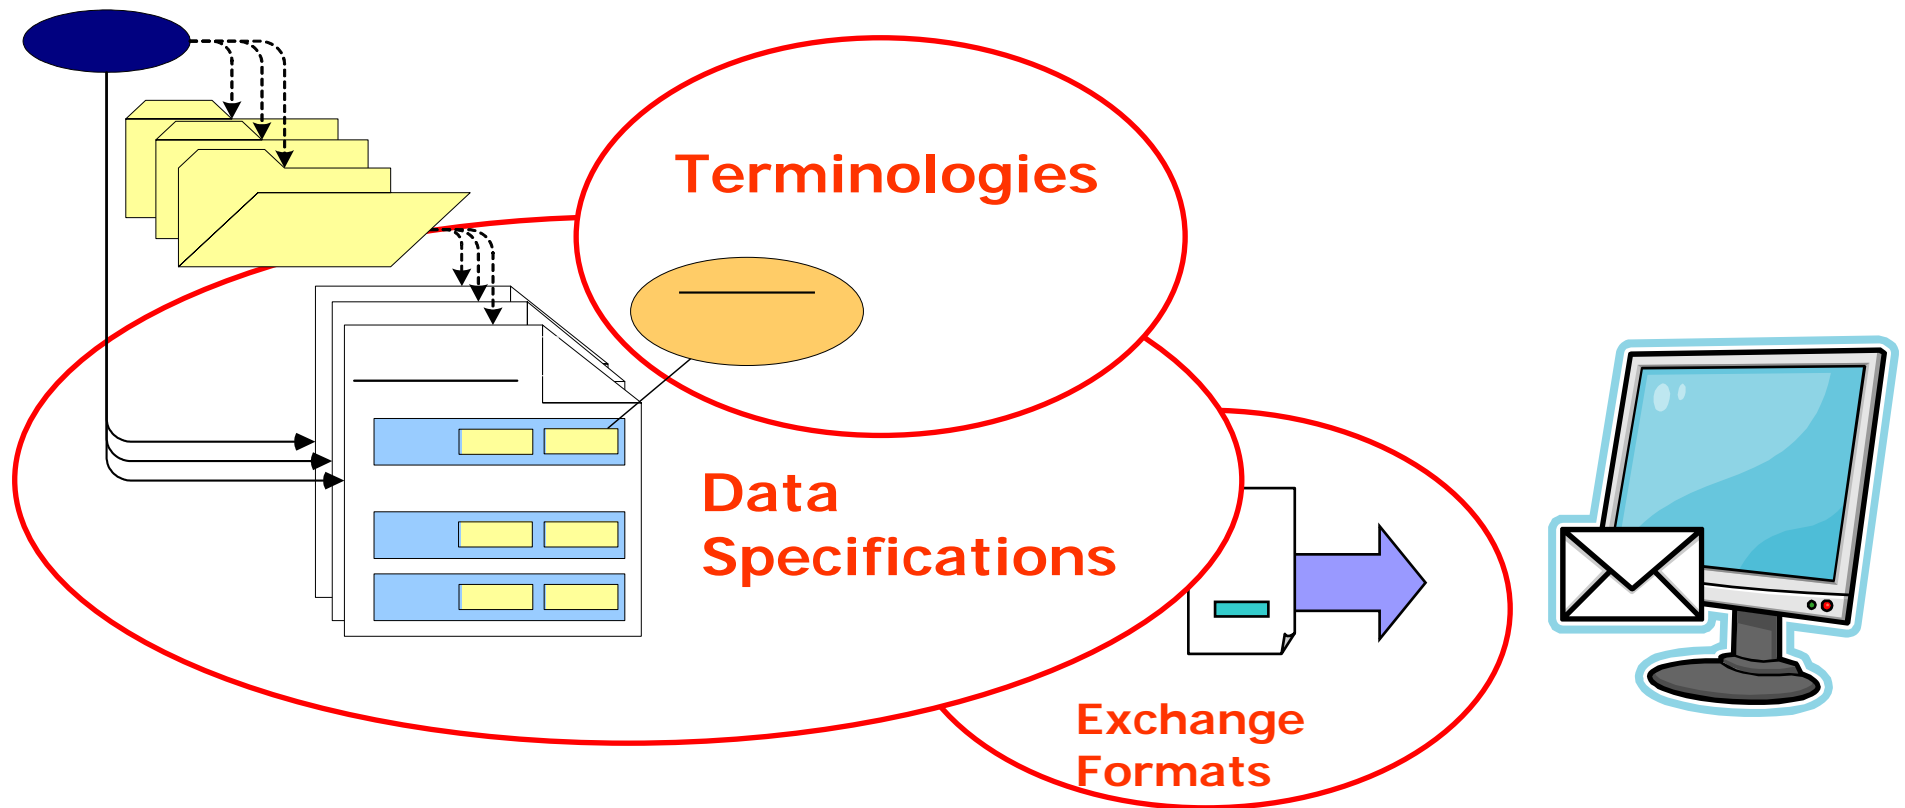 Terminologies
Data
Specifications
Exchange
Formats